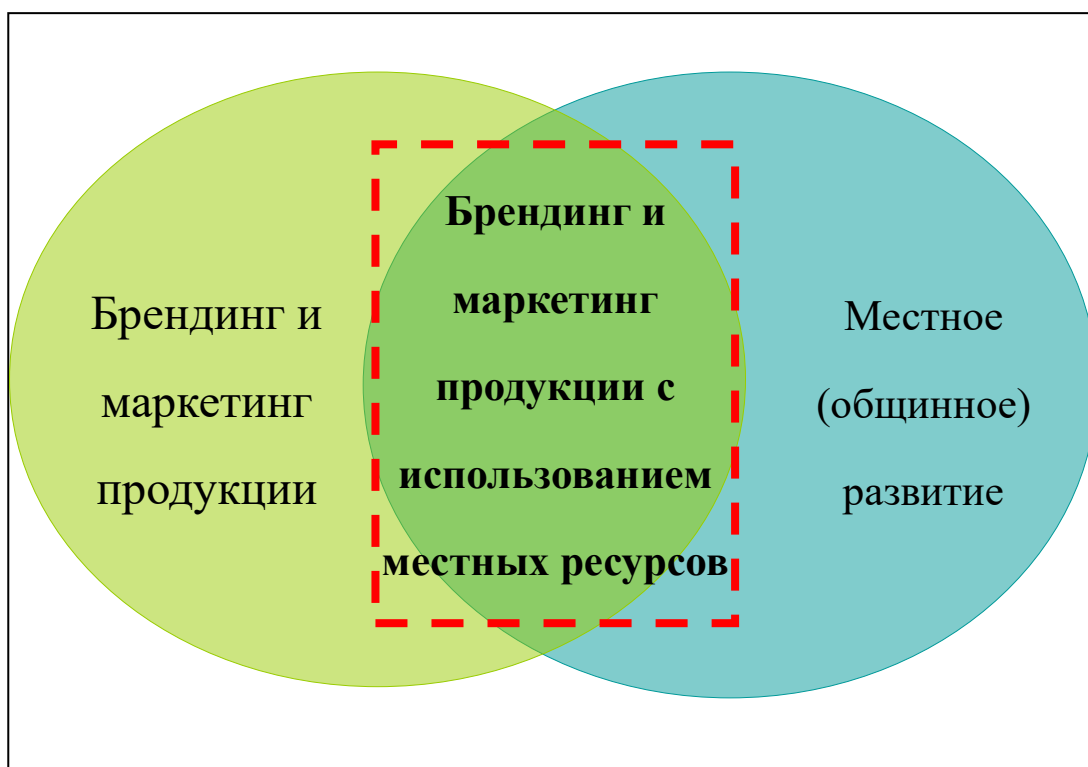 Брендинг и
маркетинг
продукции
Брендинг и
маркетинг
продукции с
использованием
местных ресурсов
Местное
(общинное)
развитие